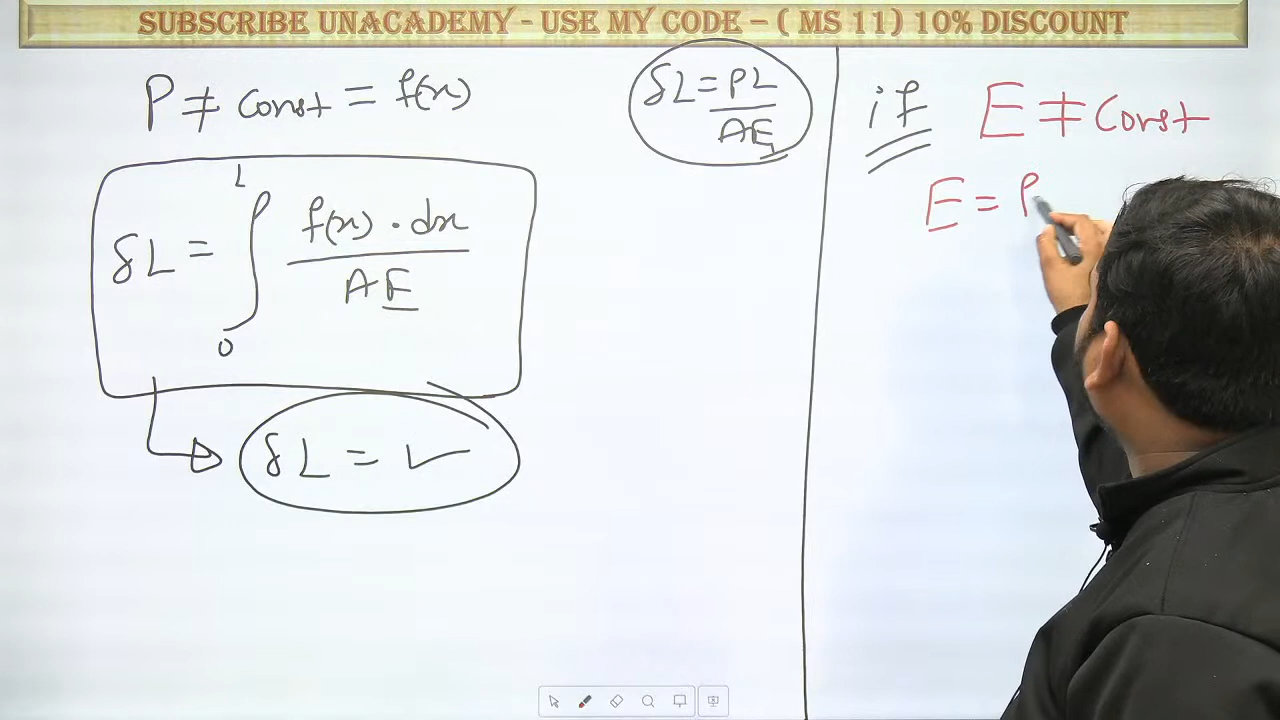 SUBSCRIBE UNACADEMY - USE MY CODE – ( MS 11) 10% DISCOUNT
P ≠ Const = f(x)
δL = ∫₀ᴸ f(x) · dx / AE
δL = ✓
δL = PL / AE
if E ≠ Const
E = f